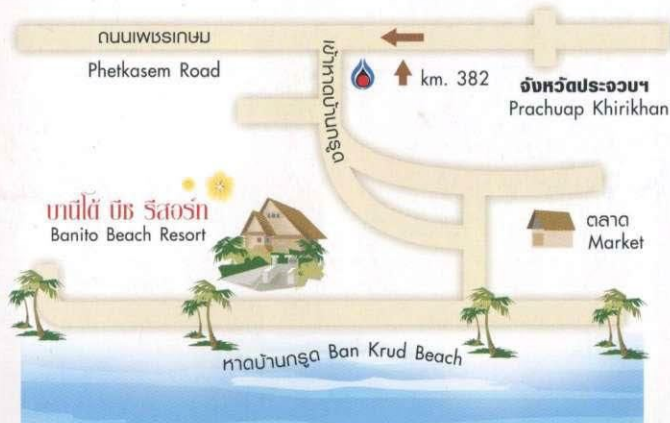 ถนนเพชรเกษม
Phetkasem Road
เข้าหาดบ้านกรูด
km. 382
จังหวัดประจวบฯ
Prachuap Khirikhan
บานีโต้ บีช รีสอร์ท
Banito Beach Resort
ตลาด
Market
หาดบ้านกรูด Ban Krud Beach